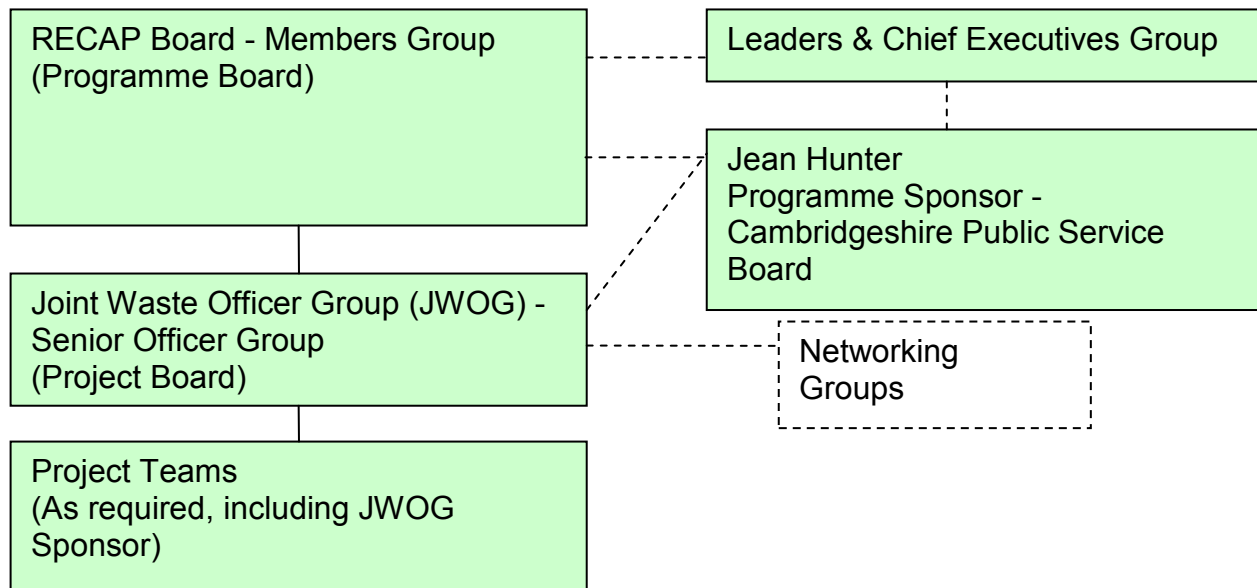 RECAP Board - Members Group
(Programme Board)
Leaders & Chief Executives Group
Jean Hunter
Programme Sponsor -
Cambridgeshire Public Service
Board
Joint Waste Officer Group (JWOG) -
Senior Officer Group
(Project Board)
Networking
Groups
Project Teams
(As required, including JWOG
Sponsor)